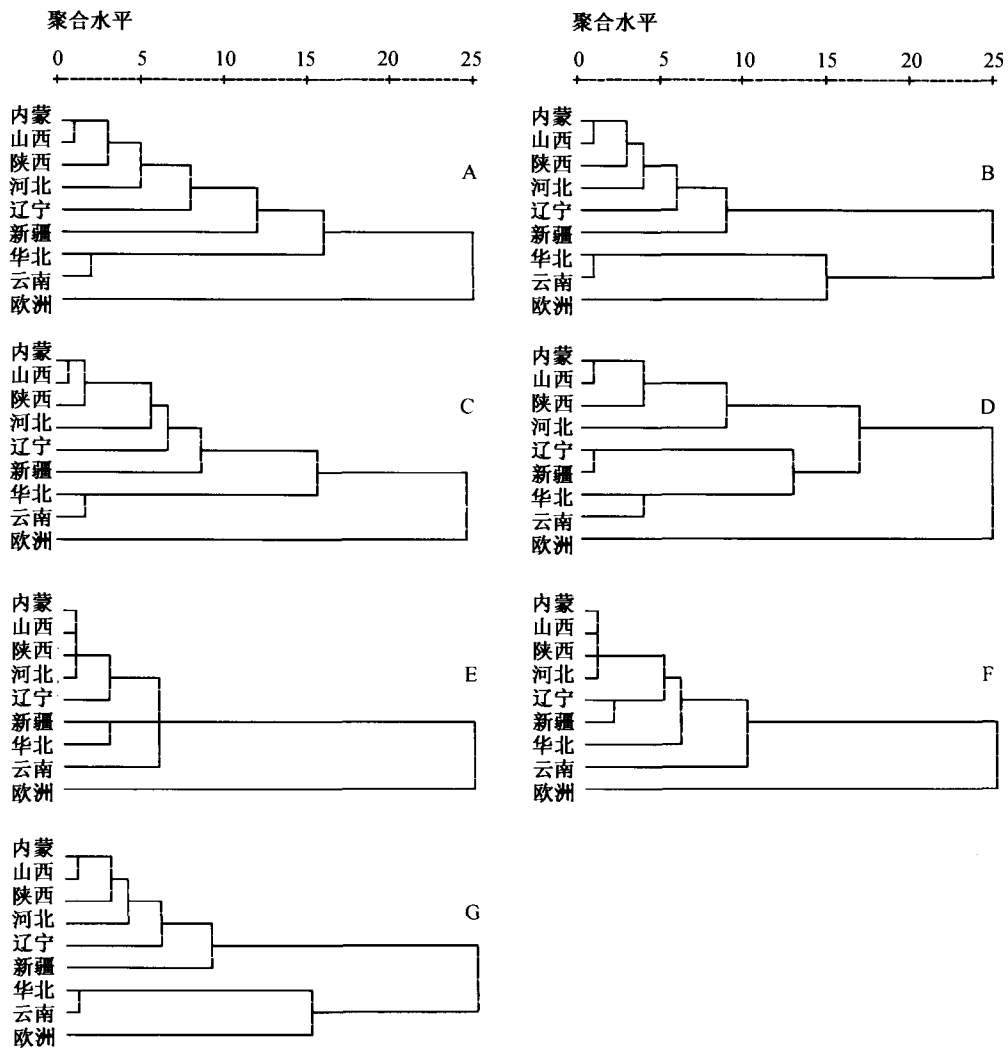 聚合水平
0 5 10 15 20 25
内蒙
山西
陕西
河北
辽宁
新疆
华北
云南
欧洲
A
聚合水平
0 5 10 15 20 25
内蒙
山西
陕西
河北
辽宁
新疆
华北
云南
欧洲
B
内蒙
山西
陕西
河北
辽宁
新疆
华北
云南
欧洲
C
内蒙
山西
陕西
河北
辽宁
新疆
华北
云南
欧洲
D
内蒙
山西
陕西
河北
辽宁
新疆
华北
云南
欧洲
E
内蒙
山西
陕西
河北
辽宁
新疆
华北
云南
欧洲
F
内蒙
山西
陕西
河北
辽宁
新疆
华北
云南
欧洲
G